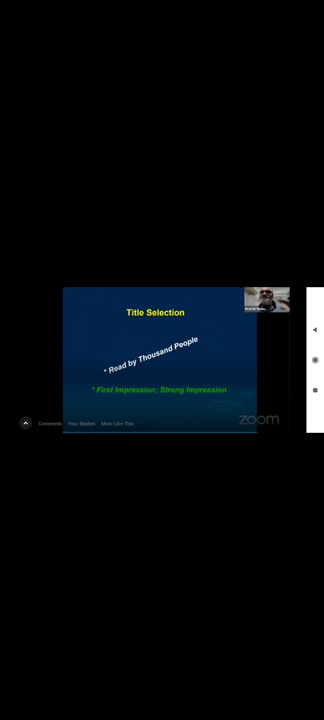 Title Selection
* Read by Thousand People
* First Impression; Strong Impression
zoom
Comments Your Replies More Like This